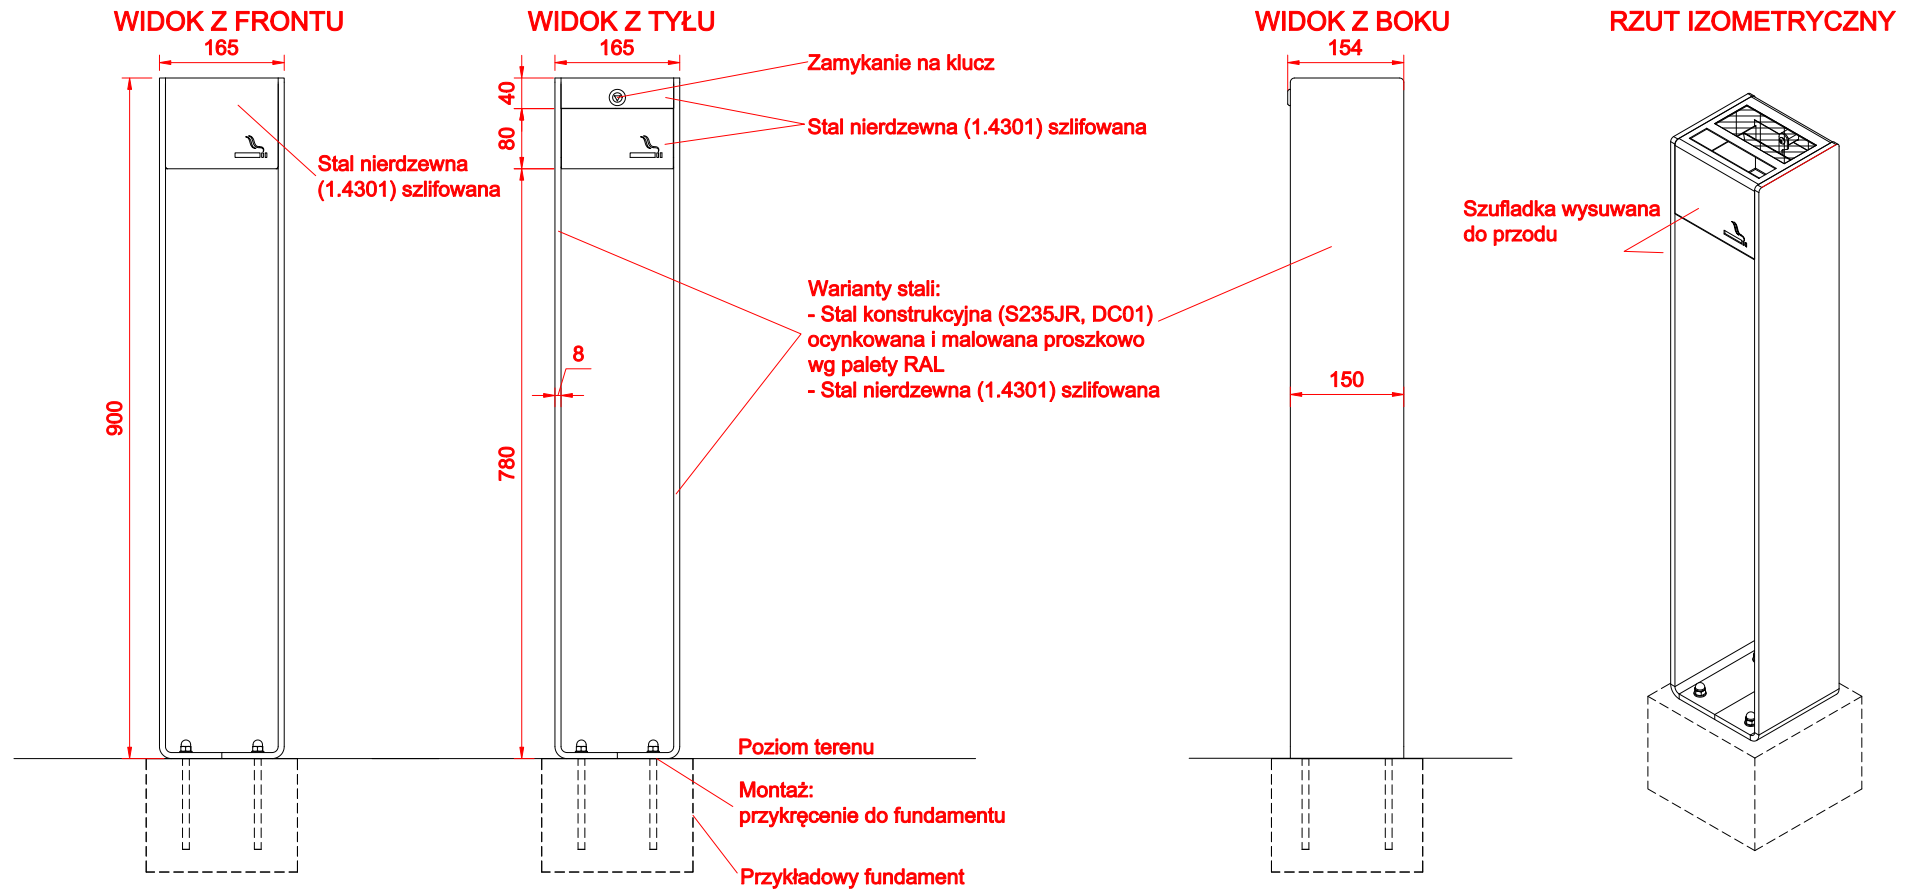 WIDOK Z FRONTU
165
900
Stal nierdzewna
(1.4301) szlifowana
WIDOK Z TYŁU
165
40
80
780
8
Zamykanie na klucz
Stal nierdzewna (1.4301) szlifowana
Warianty stali:
- Stal konstrukcyjna (S235JR, DC01)
ocynkowana i malowana proszkowo
wg palety RAL
- Stal nierdzewna (1.4301) szlifowana
Poziom terenu
Montaż:
przykręcenie do fundamentu
Przykładowy fundament
WIDOK Z BOKU
154
150
RZUT IZOMETRYCZNY
Szufladka wysuwana
do przodu